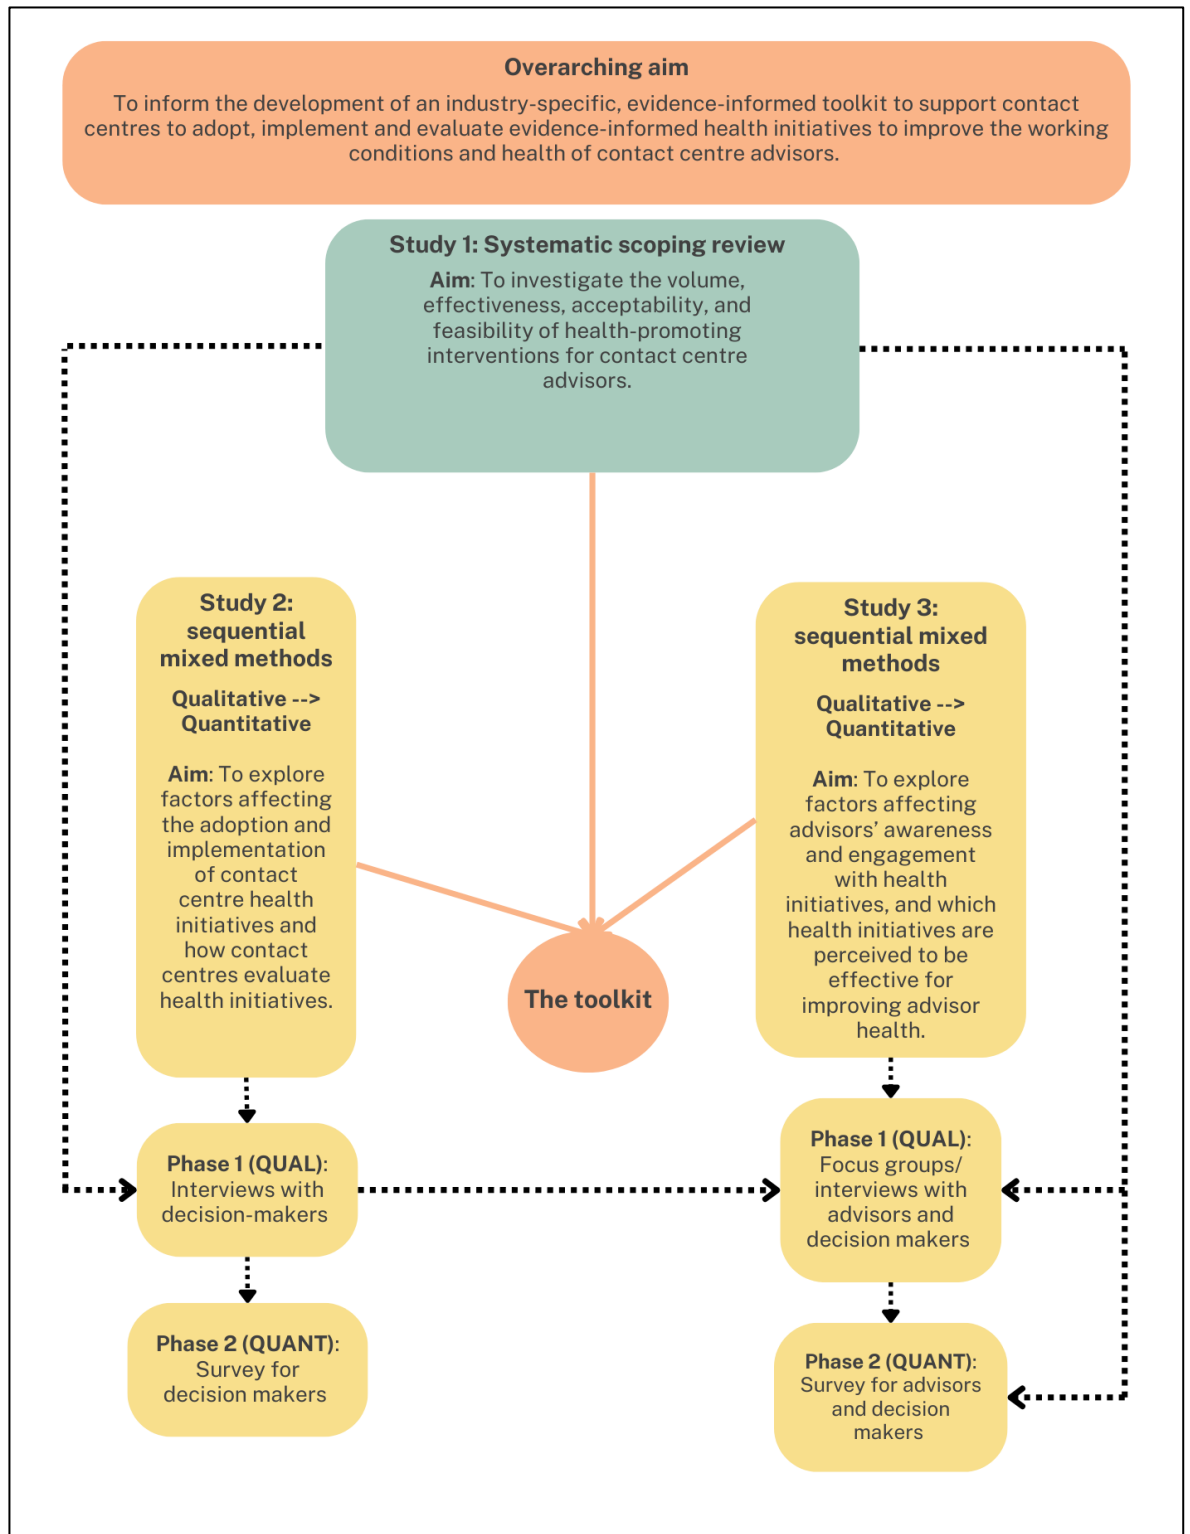 Overarching aim
To inform the development of an industry-specific, evidence-informed toolkit to support contact
centres to adopt, implement and evaluate evidence-informed health initiatives to improve the working
conditions and health of contact centre advisors.
Study 1: Systematic scoping review
Aim: To investigate the volume,
effectiveness, acceptability, and
feasibility of health-promoting
interventions for contact centre
advisors.
Study 2:
sequential
mixed methods
Qualitative -->
Quantitative
Aim: To explore
factors affecting
the adoption and
implementation
of contact
centre health
initiatives and
how contact
centres evaluate
health initiatives.
Study 3:
sequential mixed
methods
Qualitative -->
Quantitative
Aim: To explore
factors affecting
advisors’ awareness
and engagement
with health
initiatives, and which
health initiatives are
perceived to be
effective for
improving advisor
health.
The toolkit
Phase 1 (QUAL):
Interviews with
decision-makers
Phase 1 (QUAL):
Focus groups/
interviews with
advisors and
decision makers
Phase 2 (QUANT):
Survey for
decision makers
Phase 2 (QUANT):
Survey for advisors
and decision
makers